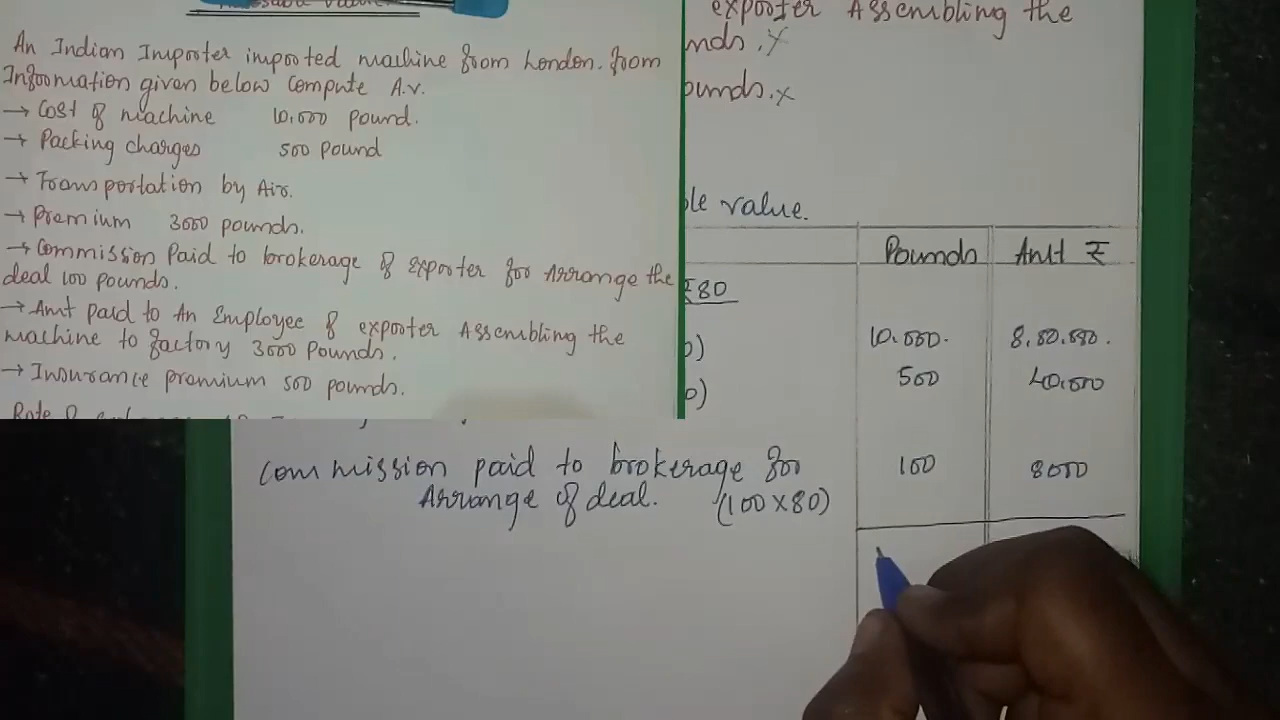 An Indian Importer imported machine from London. from
Information given below compute A.V.
→ Cost of machine 10,000 pound.
→ Packing charges 500 pound
→ Transportation by Air.
→ Premium 3000 pounds.
→ Commission Paid to brokerage of exporter for Arrange the
deal 100 pounds.
→ Amt paid to An Employee of exporter Assembling the
machine to factory 3000 Pounds.
→ Insurance premium 500 pounds.
exporter Assembling the
nds. x
ounds. x
ble value.
Pounds Amt ₹
₹80
10,000. 8,00,000.
500 40,000
Commission paid to brokerage for 100 8000
Arrange of deal. (100 x 80)